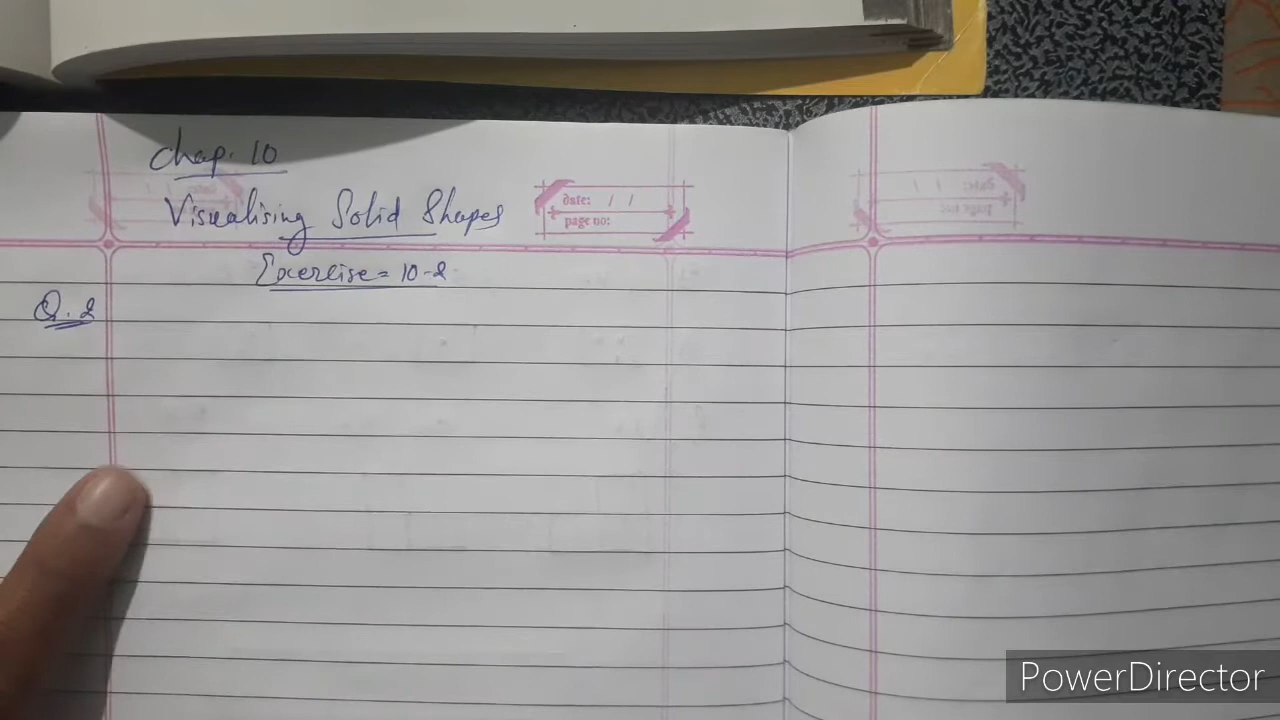 Chap. 10
Visualising Solid Shapes
date: / /
page no:
Exercise = 10-2
Q. 2
PowerDirector